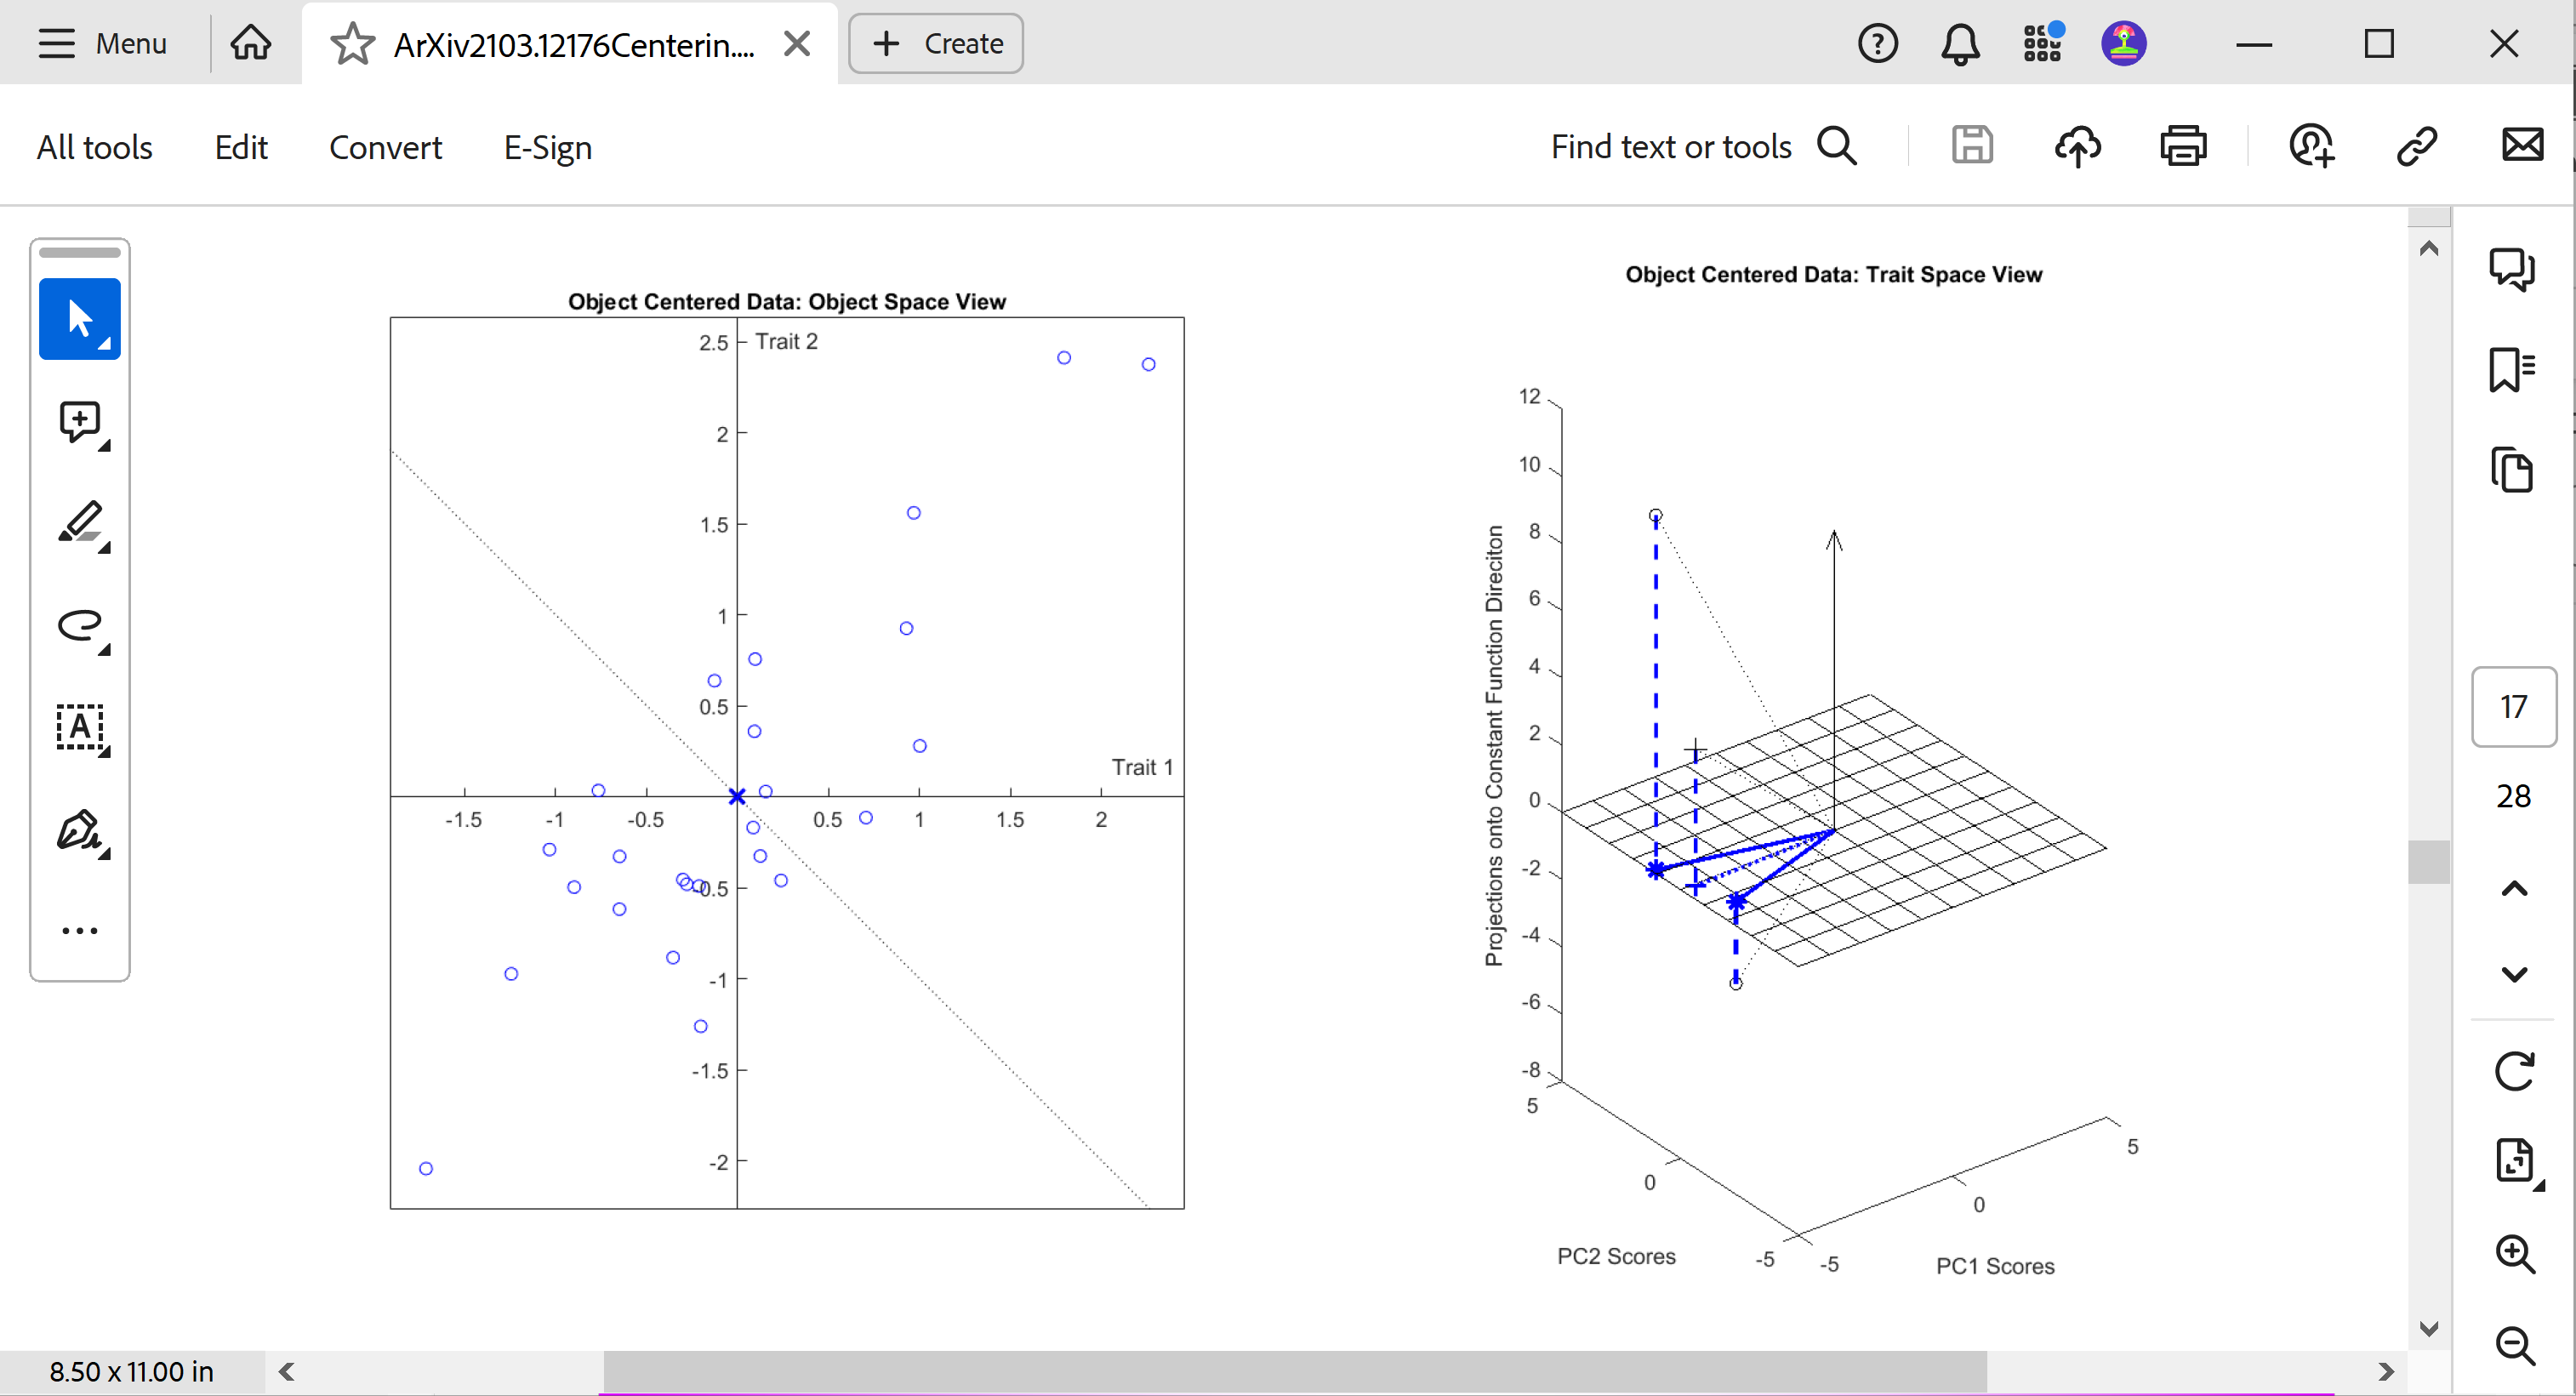 Menu
ArXiv2103.12176Centerin....
Create
All tools
Edit
Convert
E-Sign
Find text or tools
Object Centered Data: Object Space View
2.5
Trait 2
2
1.5
1
0.5
Trait 1
-1.5
-1
-0.5
0.5
1
1.5
2
-0.5
-1
-1.5
-2
Object Centered Data: Trait Space View
12
10
8
6
4
2
0
-2
-4
-6
-8
Projections onto Constant Function Direciton
5
0
-5
PC2 Scores
-5
0
5
PC1 Scores
A
17
28
8.50 x 11.00 in